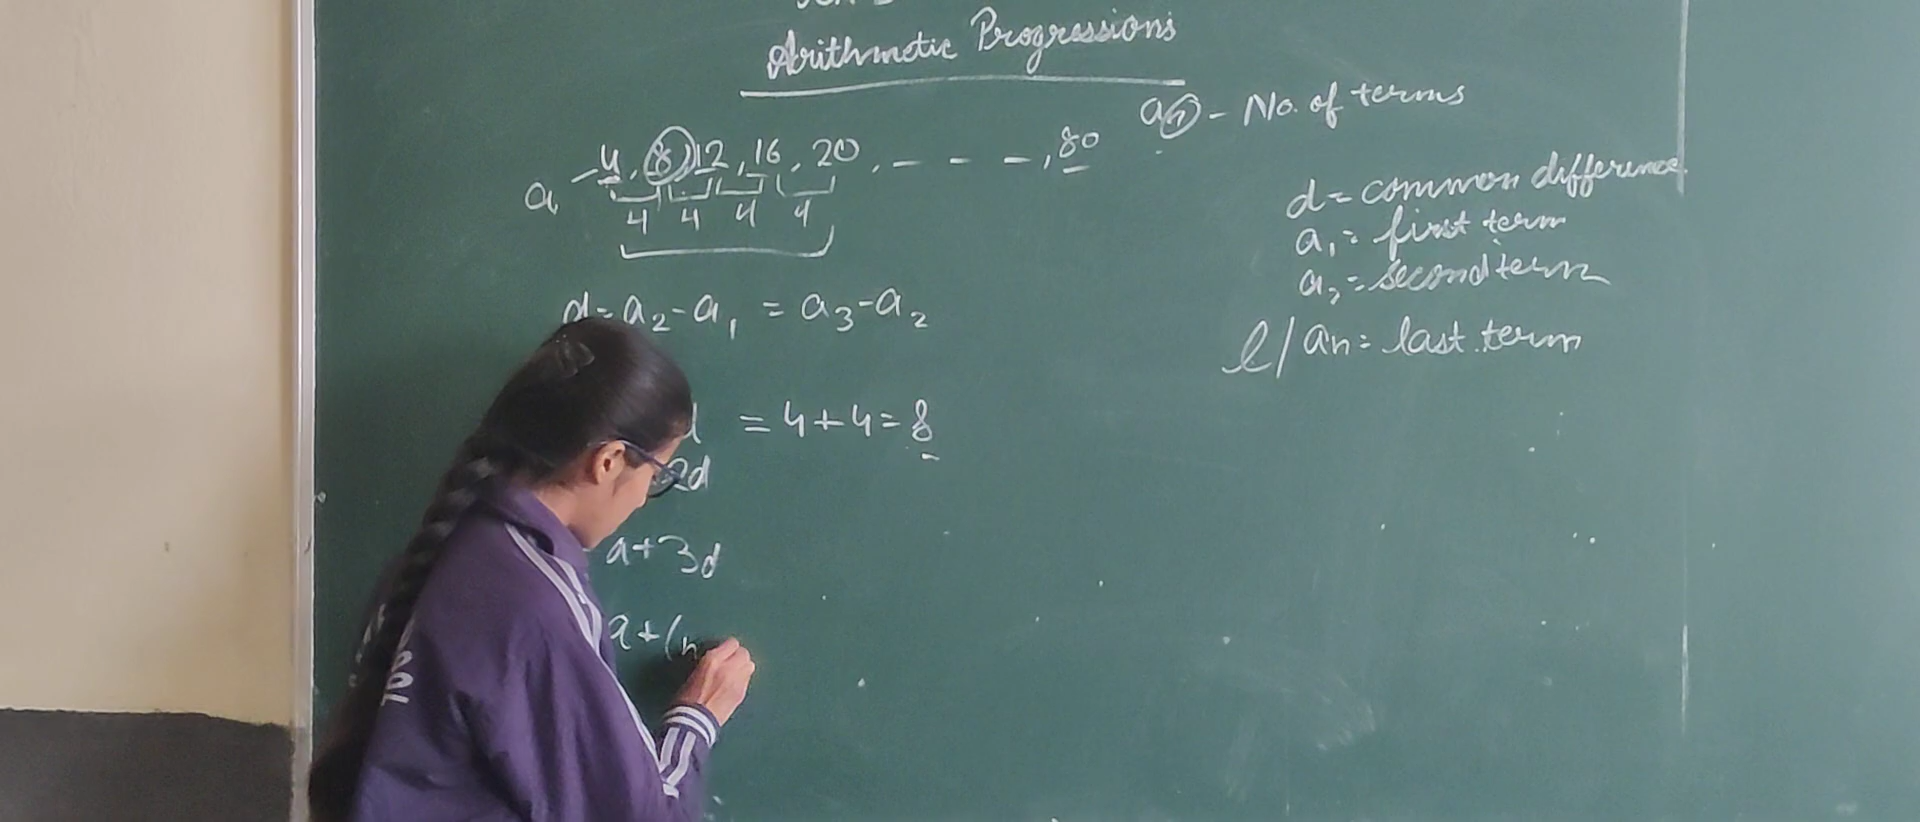 Arithmetic Progressions
an - No. of terms
a - 4, 8, 12, 16, 20, - - - -, 80
4 4 4 4
d = common difference
a₁ = first term
a₂ = second term
l/an = last term
d = a₂ - a₁ = a₃ - a₂
d = 4+4=8
2d
a+3d
a+(n